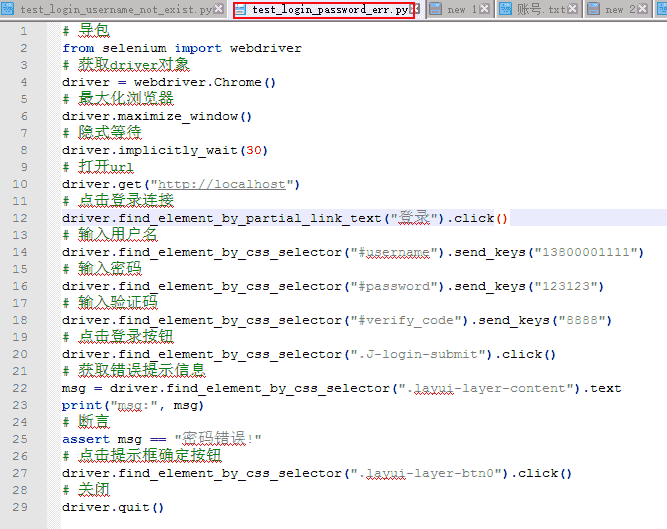 test_login_username_not_exist.py test_login_password_err.py new 1 账号.txt new 2
1 # 导包
2 from selenium import webdriver
3 # 获取driver对象
4 driver = webdriver.Chrome()
5 # 最大化浏览器
6 driver.maximize_window()
7 # 隐式等待
8 driver.implicitly_wait(30)
9 # 打开url
10 driver.get("http://localhost")
11 # 点击登录连接
12 driver.find_element_by_partial_link_text("登录").click()
13 # 输入用户名
14 driver.find_element_by_css_selector("#username").send_keys("13800001111")
15 # 输入密码
16 driver.find_element_by_css_selector("#password").send_keys("123123")
17 # 输入验证码
18 driver.find_element_by_css_selector("#verify_code").send_keys("8888")
19 # 点击登录按钮
20 driver.find_element_by_css_selector(".J-login-submit").click()
21 # 获取错误提示信息
22 msg = driver.find_element_by_css_selector(".layui-layer-content").text
23 print("msg:", msg)
24 # 断言
25 assert msg == "密码错误!"
26 # 点击提示框确定按钮
27 driver.find_element_by_css_selector(".layui-layer-btn0").click()
28 # 关闭
29 driver.quit()